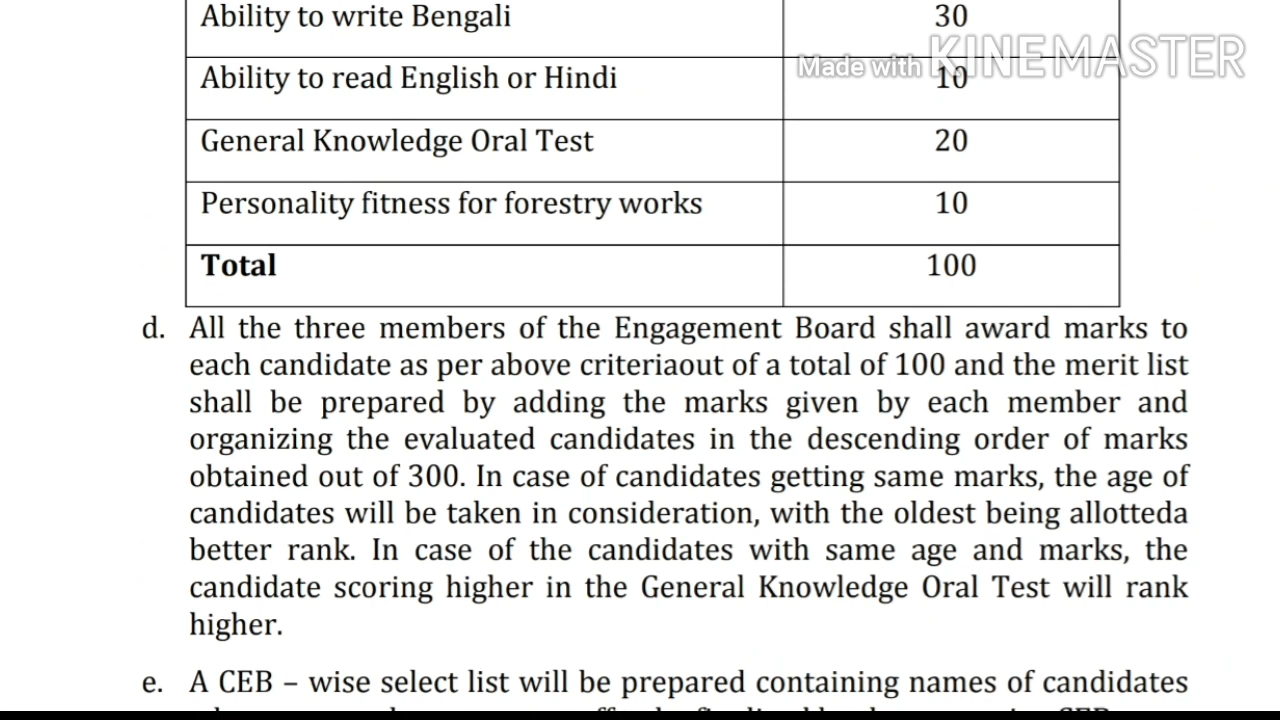 Ability to write Bengali 30
Made with KINEMASTER
Ability to read English or Hindi 10
General Knowledge Oral Test 20
Personality fitness for forestry works 10
Total 100
d. All the three members of the Engagement Board shall award marks to
each candidate as per above criteriaout of a total of 100 and the merit list
shall be prepared by adding the marks given by each member and
organizing the evaluated candidates in the descending order of marks
obtained out of 300. In case of candidates getting same marks, the age of
candidates will be taken in consideration, with the oldest being allotteda
better rank. In case of the candidates with same age and marks, the
candidate scoring higher in the General Knowledge Oral Test will rank
higher.
e. A CEB – wise select list will be prepared containing names of candidates